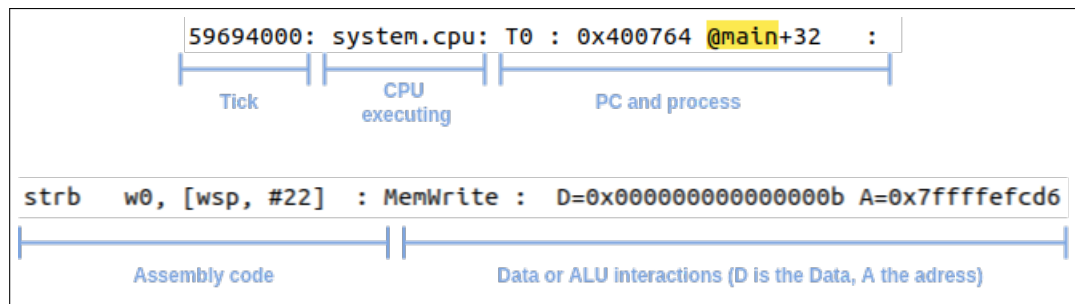 59694000: system.cpu: T0 : 0x400764 @main+32 :
Tick
CPU
executing
PC and process
strb w0, [wsp, #22] : MemWrite : D=0x000000000000000b A=0x7ffffefcd6
Assembly code
Data or ALU interactions (D is the Data, A the adress)